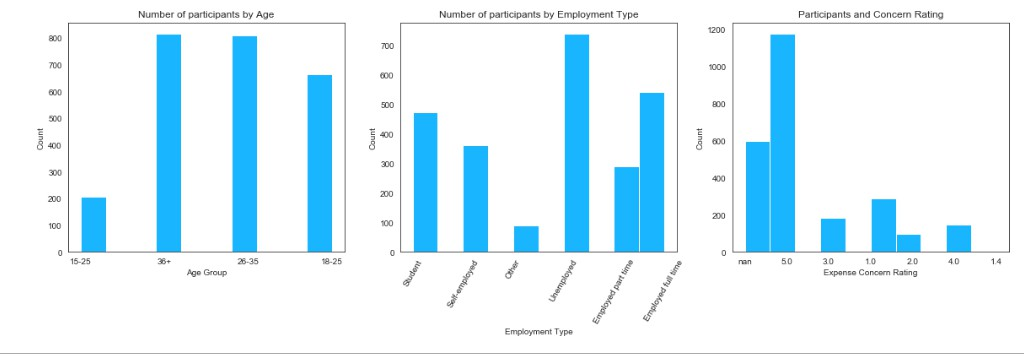 Number of participants by Age
Count
800
700
600
500
400
300
200
100
0
15-25
36+
26-35
18-25
Age Group
Number of participants by Employment Type
Count
700
600
500
400
300
200
100
0
Student
Self-employed
Other
Unemployed
Employed part time
Employed full time
Employment Type
Participants and Concern Rating
Count
1200
1000
800
600
400
200
0
nan
5.0
3.0
1.0
2.0
4.0
1.4
Expense Concern Rating